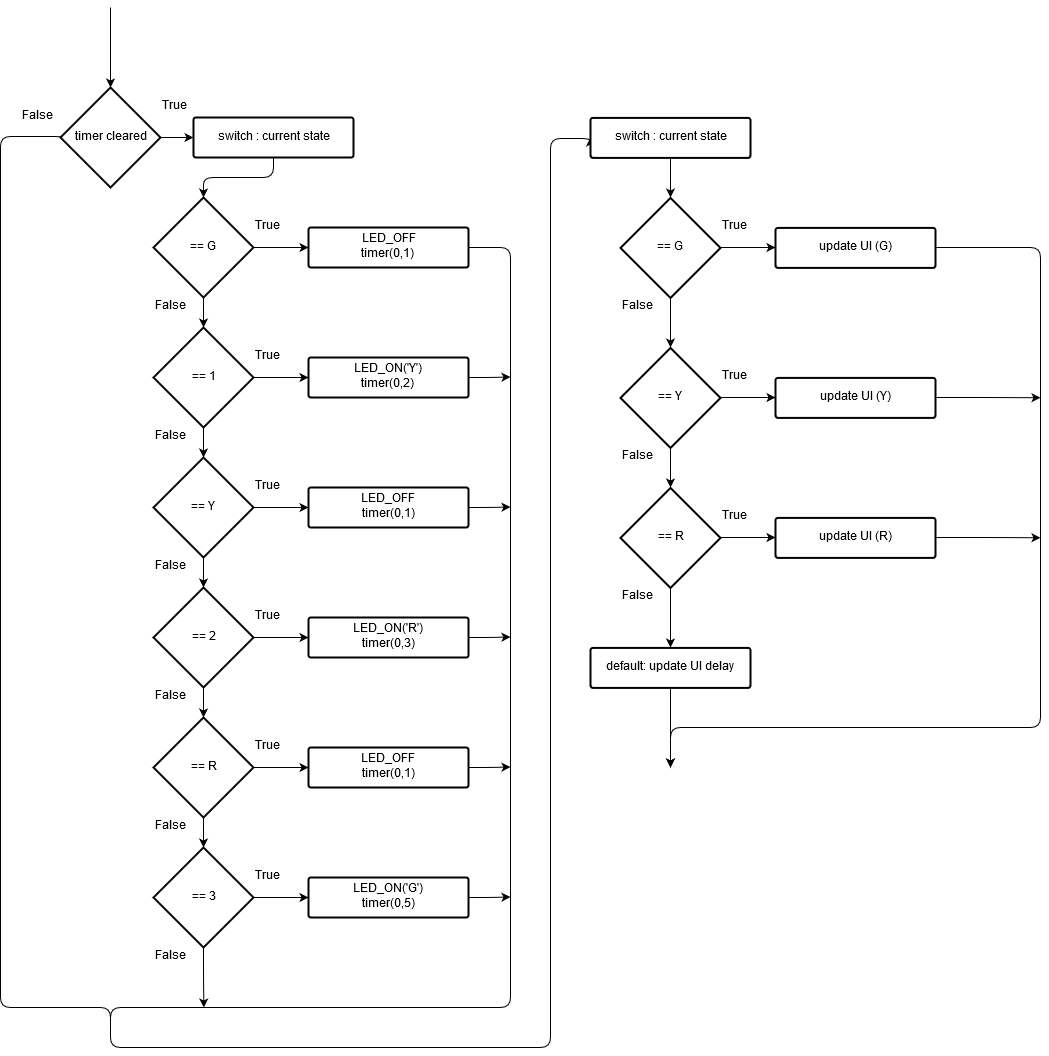 False
True
timer cleared
switch : current state
== G
True
LED_OFF
timer(0,1)
False
== 1
True
LED_ON('Y')
timer(0,2)
False
== Y
True
LED_OFF
timer(0,1)
False
== 2
True
LED_ON('R')
timer(0,3)
False
== R
True
LED_OFF
timer(0,1)
False
== 3
True
LED_ON('G')
timer(0,5)
False
switch : current state
== G
True
update UI (G)
False
== Y
True
update UI (Y)
False
== R
True
update UI (R)
False
default: update UI delay